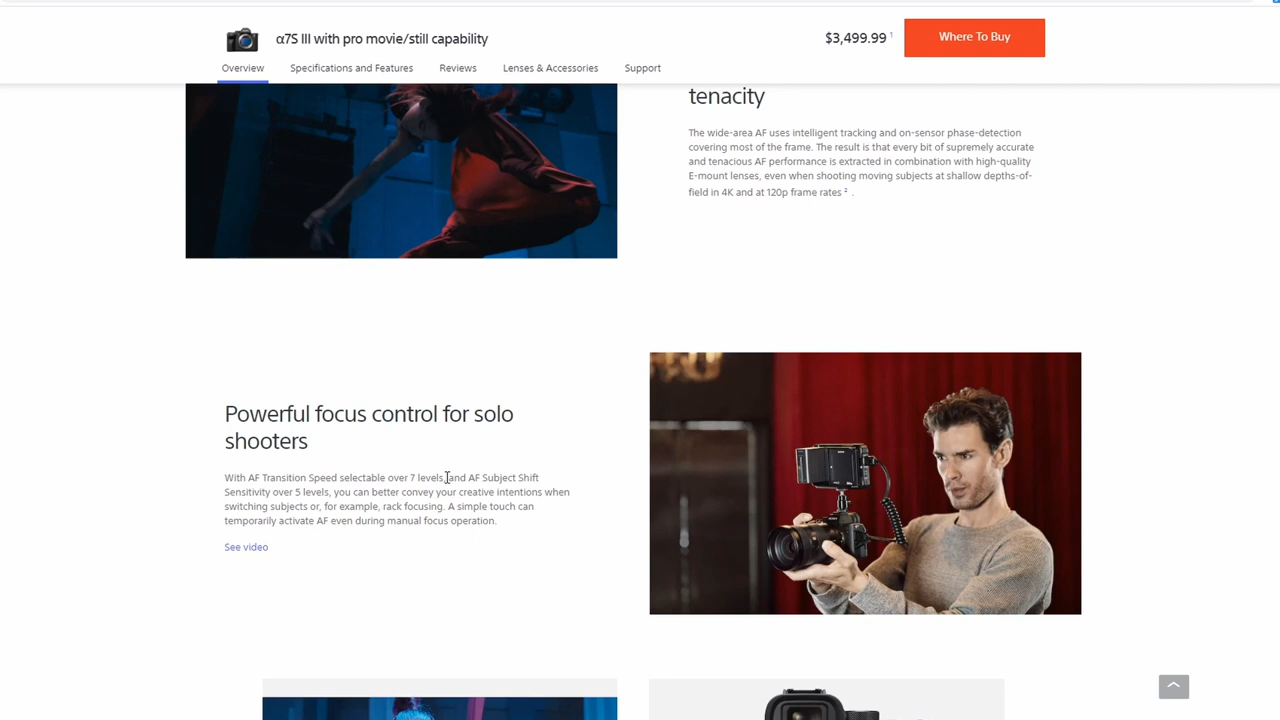 α7S III with pro movie/still capability
$3,499.99 1
Where To Buy
Overview
Specifications and Features
Reviews
Lenses & Accessories
Support
tenacity
The wide-area AF uses intelligent tracking and on-sensor phase-detection
covering most of the frame. The result is that every bit of supremely accurate
and tenacious AF performance is extracted in combination with high-quality
E-mount lenses, even when shooting moving subjects at shallow depths-of-
field in 4K and at 120p frame rates 2 .
Powerful focus control for solo
shooters
With AF Transition Speed selectable over 7 levels, and AF Subject Shift
Sensitivity over 5 levels, you can better convey your creative intentions when
switching subjects or, for example, rack focusing. A simple touch can
temporarily activate AF even during manual focus operation.
See video